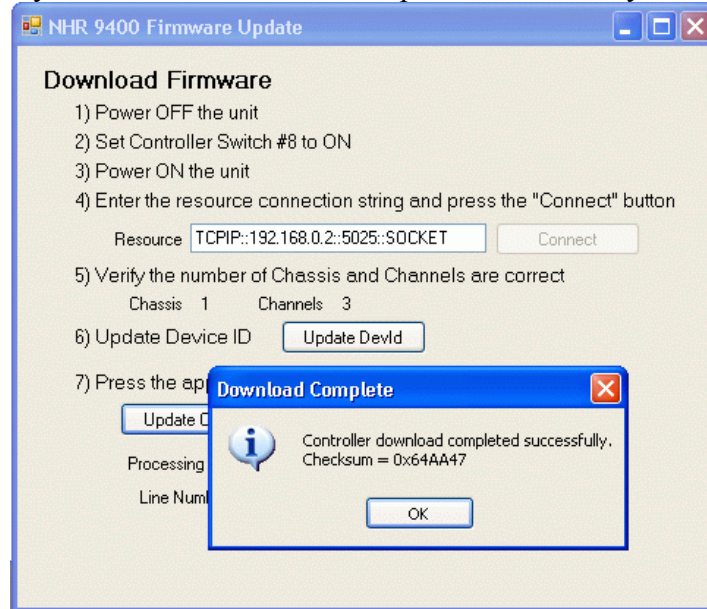 NHR 9400 Firmware Update
Download Firmware
1) Power OFF the unit
2) Set Controller Switch #8 to ON
3) Power ON the unit
4) Enter the resource connection string and press the "Connect" button
Resource TCPIP::192.168.0.2::5025::SOCKET Connect
5) Verify the number of Chassis and Channels are correct
Chassis 1 Channels 3
6) Update Device ID Update DevId
7) Press the
Download Complete
Update
Controller download completed successfully.
Processing
Checksum = 0x64AA47
Line
OK